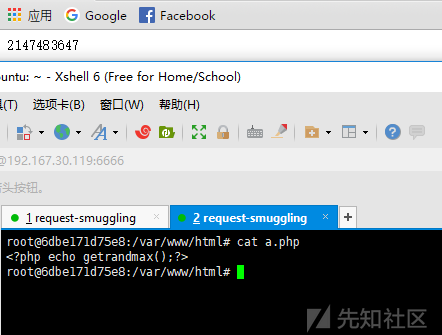 应用 Google Facebook
2147483647
buntu: ~ - Xshell 6 (Free for Home/School)
(T) 选项卡(B) 窗口(W) 帮助(H)
@192.167.30.119:6666
箭头按钮。
1 request-smuggling × 2 request-smuggling × +
root@6dbe171d75e8:/var/www/html# cat a.php
<?php echo getrandmax();?>
root@6dbe171d75e8:/var/www/html#
先知社区